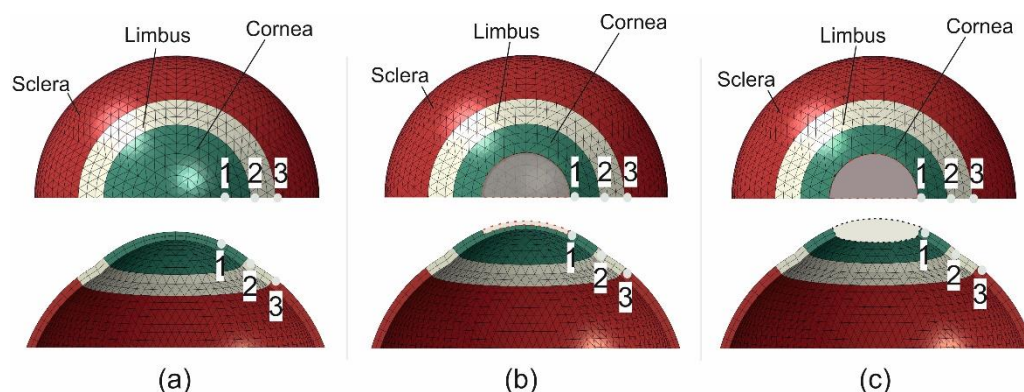 Sclera
Limbus
Cornea
1 2 3
1
2
3
(a)
Sclera
Limbus
Cornea
1 2 3
1
2
3
(b)
Sclera
Limbus
Cornea
1 2 3
1
2
3
(c)